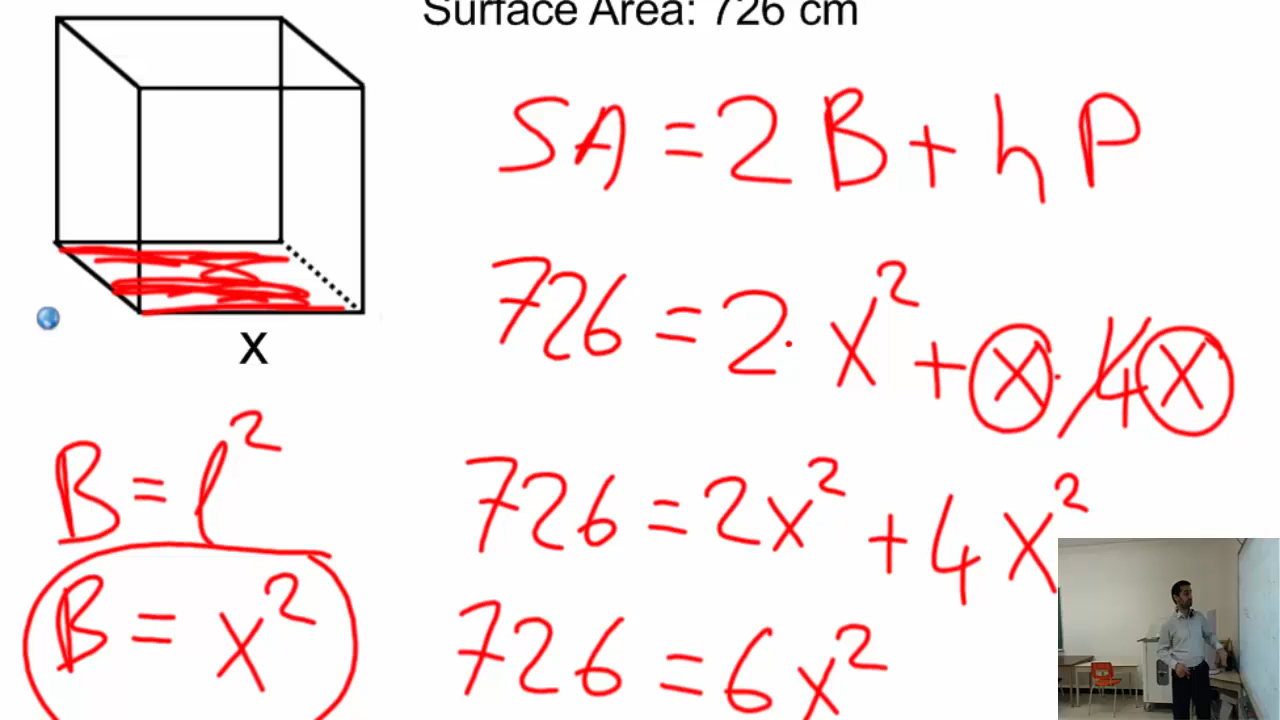 Surface Area: 726 cm
SA = 2B + hP
726 = 2 · x² + x · 4x
x
B = l²
726 = 2x² + 4x²
B = x²
726 = 6x²